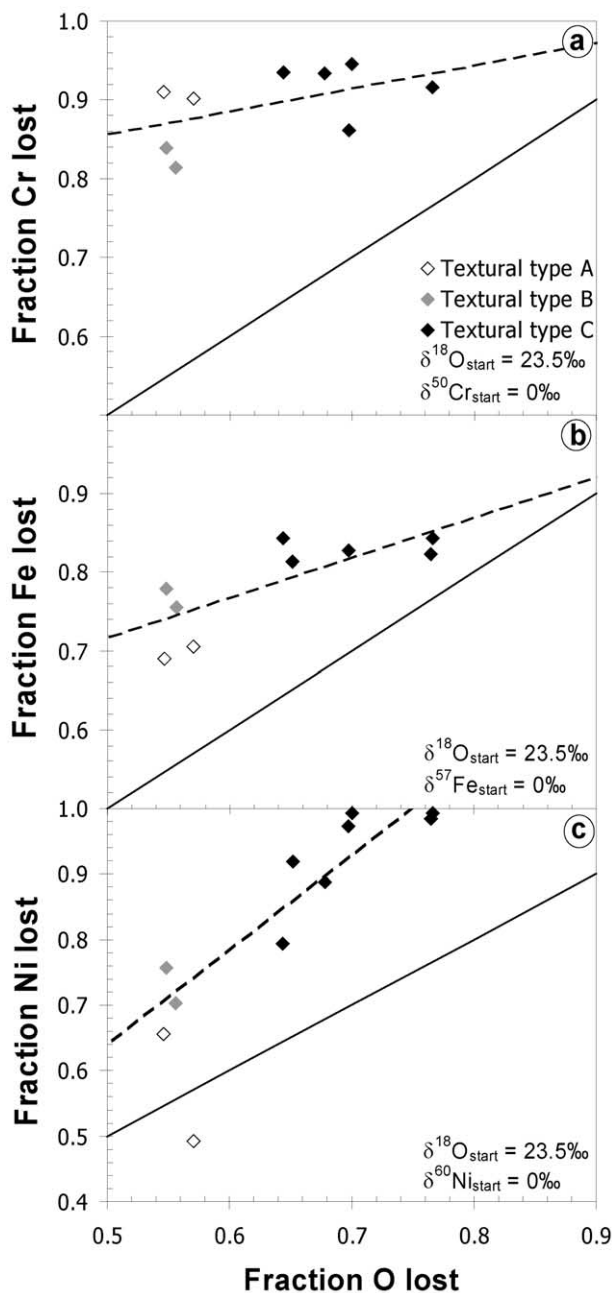 a
1.0
0.9
0.8
0.7
0.6
Fraction Cr lost
Textural type A
Textural type B
Textural type C
δ18Ostart = 23.5‰
δ50Crstart = 0‰
b
0.9
0.8
0.7
0.6
Fraction Fe lost
δ18Ostart = 23.5‰
δ57Festart = 0‰
c
1.0
0.9
0.8
0.7
0.6
0.5
0.4
Fraction Ni lost
δ18Ostart = 23.5‰
δ60Nistart = 0‰
0.5 0.6 0.7 0.8 0.9
Fraction O lost